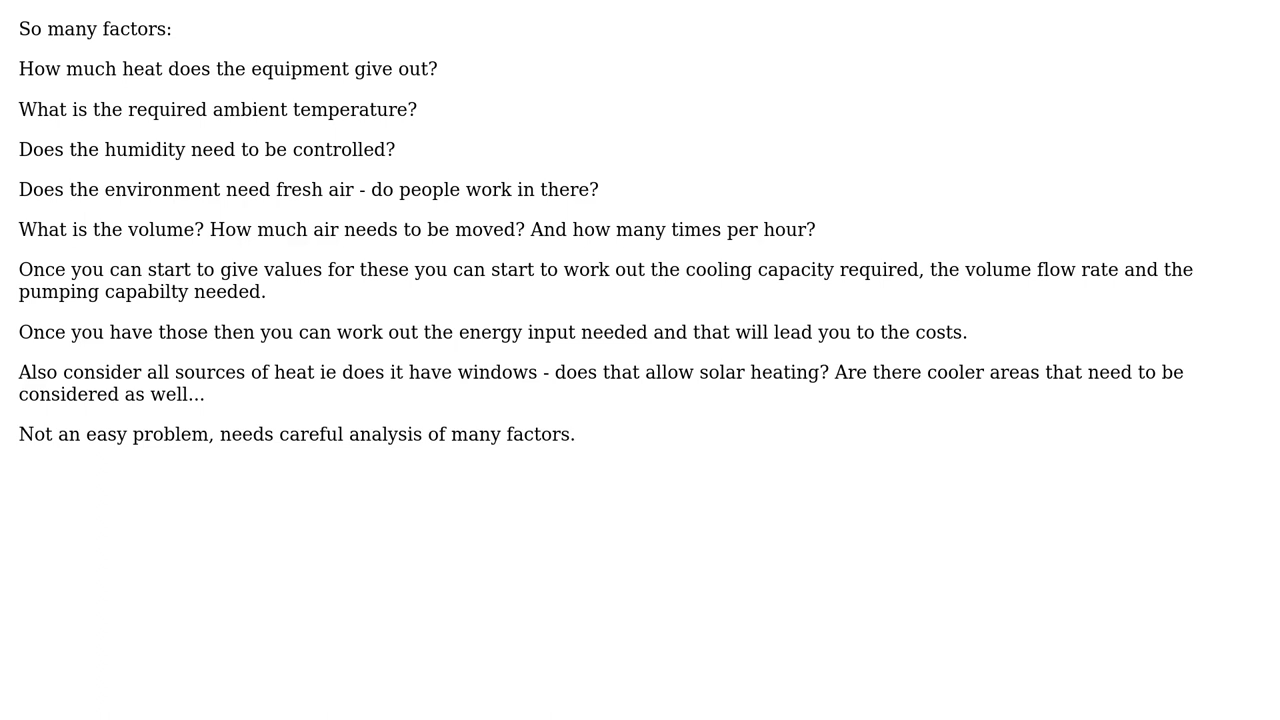 So many factors:
How much heat does the equipment give out?
What is the required ambient temperature?
Does the humidity need to be controlled?
Does the environment need fresh air - do people work in there?
What is the volume? How much air needs to be moved? And how many times per hour?
Once you can start to give values for these you can start to work out the cooling capacity required, the volume flow rate and the
pumping capabilty needed.
Once you have those then you can work out the energy input needed and that will lead you to the costs.
Also consider all sources of heat ie does it have windows - does that allow solar heating? Are there cooler areas that need to be
considered as well...
Not an easy problem, needs careful analysis of many factors.